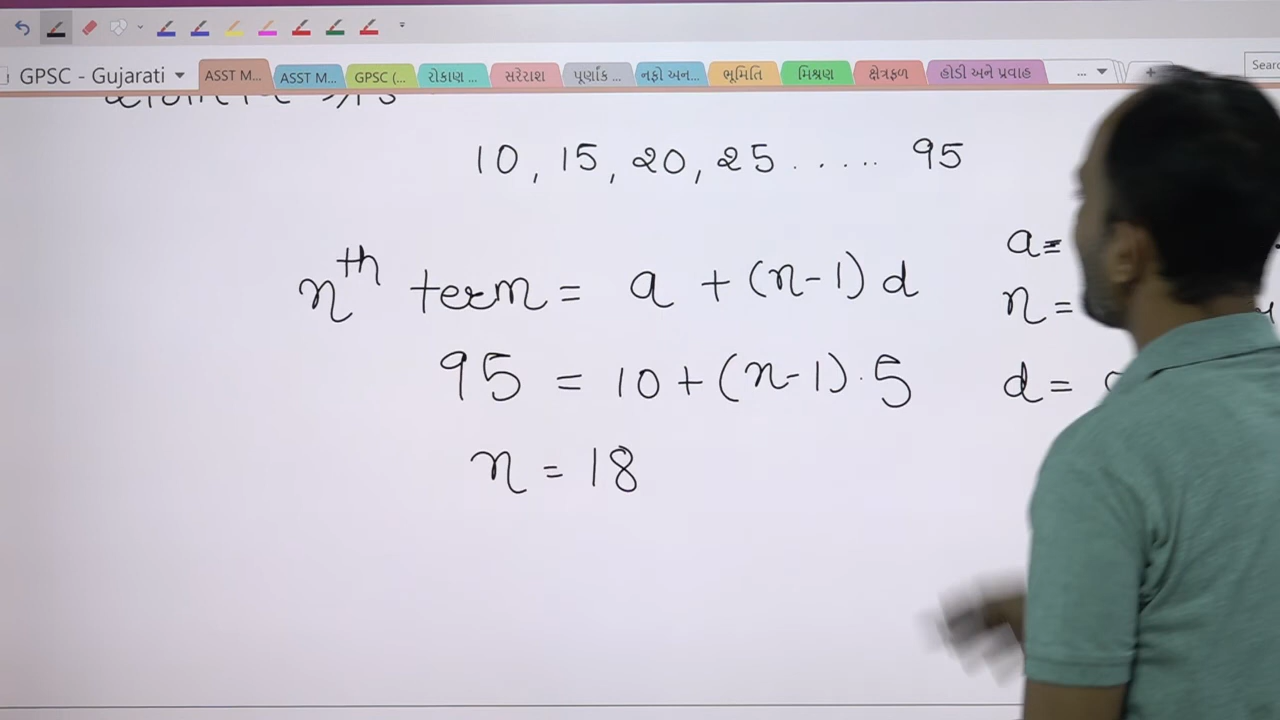 GPSC - Gujarati ASST M... ASST M... GPSC (... રોકાણ ... સરેરાશ પૂર્ણાંક ... નફો અન... ભૂમિતિ મિશ્રણ ક્ષેત્રફળ હોડી અને પ્રવાહ ... Searc
10, 15, 20, 25 ..... 95
a=
nth term = a + (n-1) d
n =
95 = 10 + (n-1) . 5
d =
n = 18